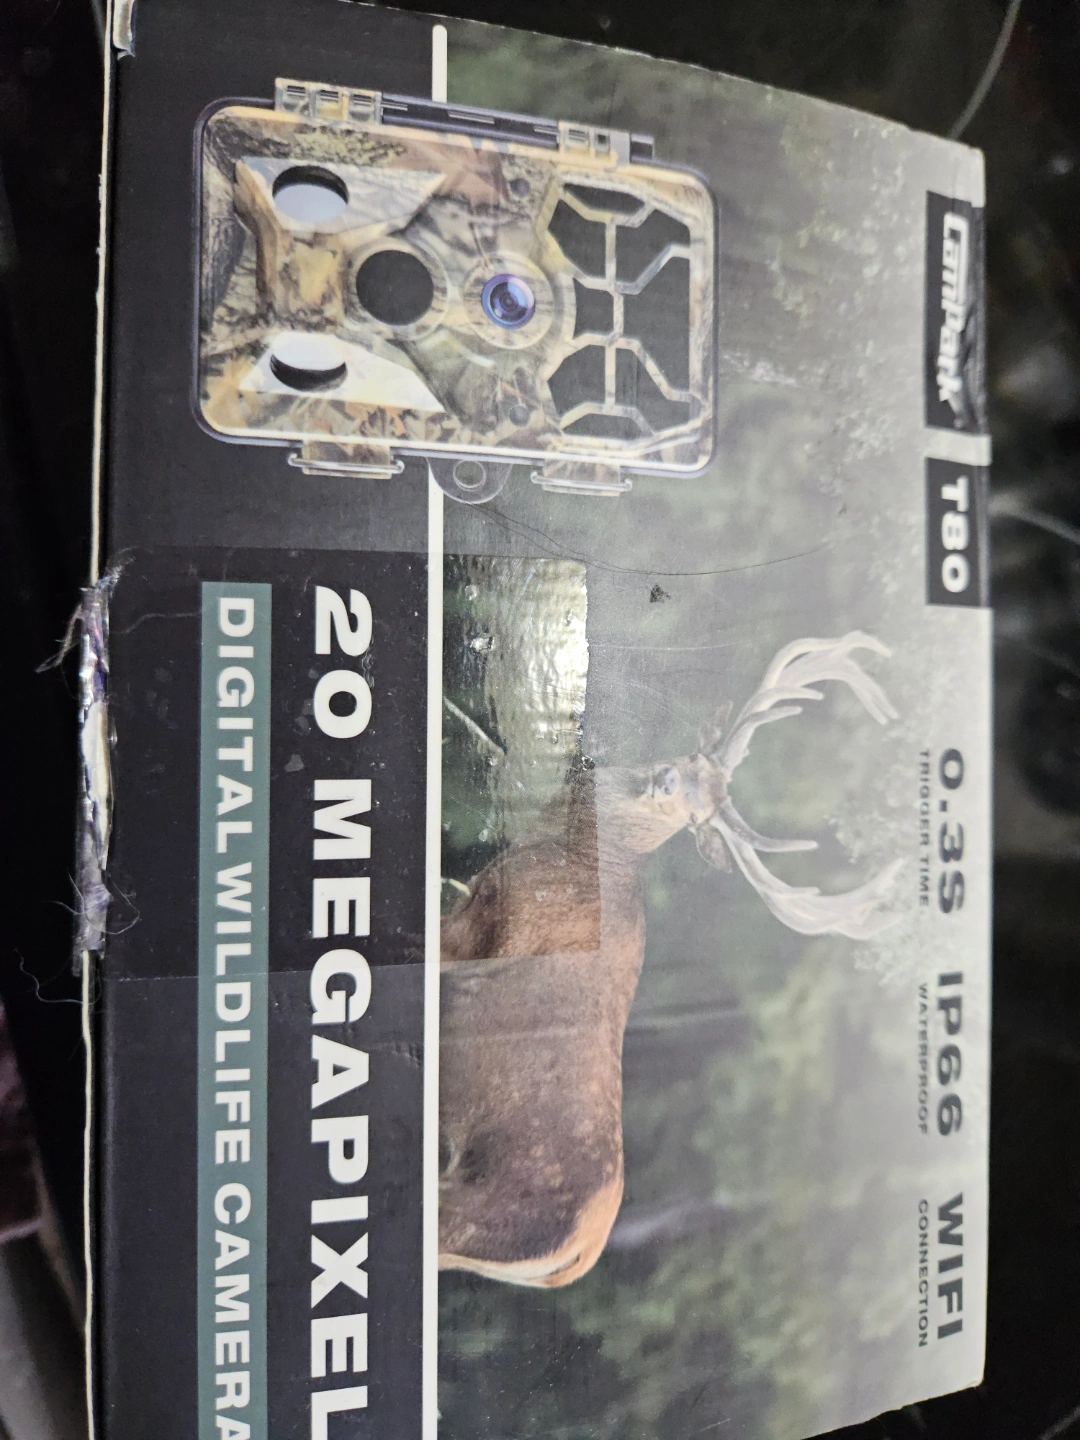 Campark T80
0.3S IP66 WIFI
TRIGGER TIME WATERPROOF CONNECTION
20 MEGAPIXEL
DIGITAL WILDLIFE CAMERA